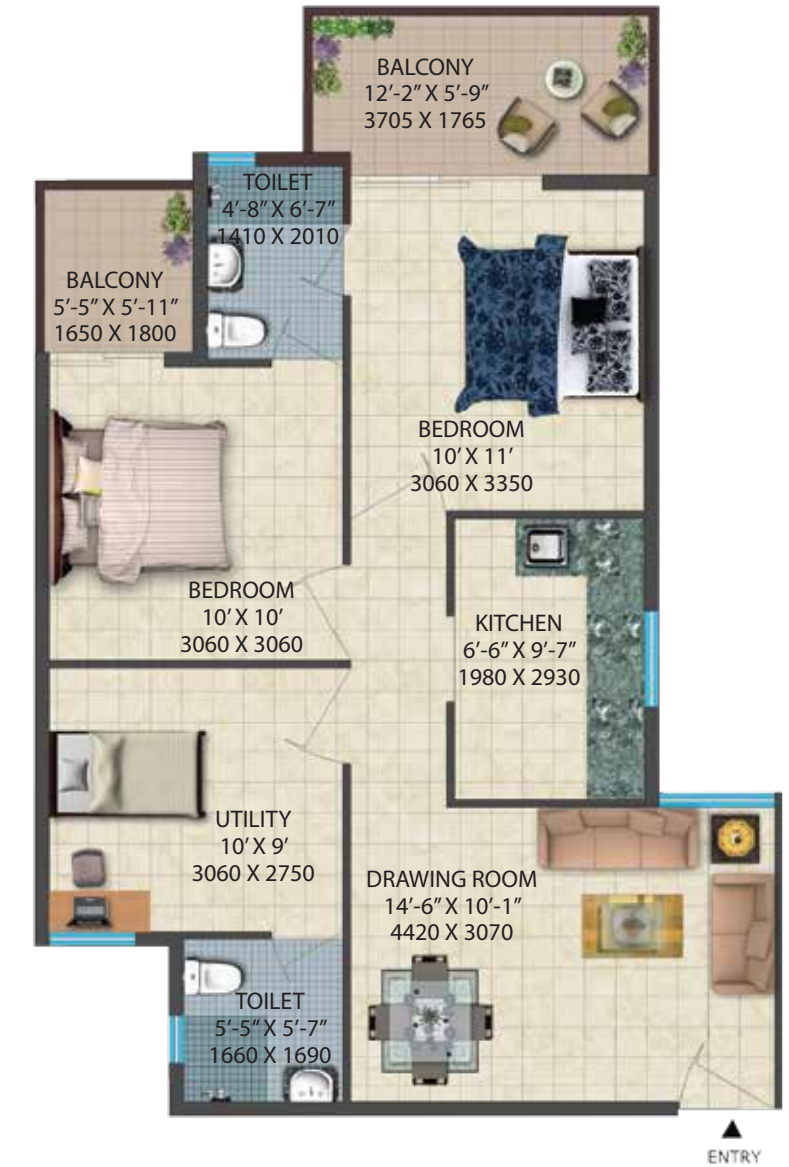 BALCONY
12’-2” X 5’-9”
3705 X 1765
TOILET
4’-8” X 6’-7”
1410 X 2010
BALCONY
5’-5” X 5’-11”
1650 X 1800
BEDROOM
10’ X 11’
3060 X 3350
BEDROOM
10’ X 10’
3060 X 3060
KITCHEN
6’-6” X 9’-7”
1980 X 2930
UTILITY
10’ X 9’
3060 X 2750
DRAWING ROOM
14’-6” X 10’-1”
4420 X 3070
TOILET
5’-5” X 5’-7”
1660 X 1690
ENTRY